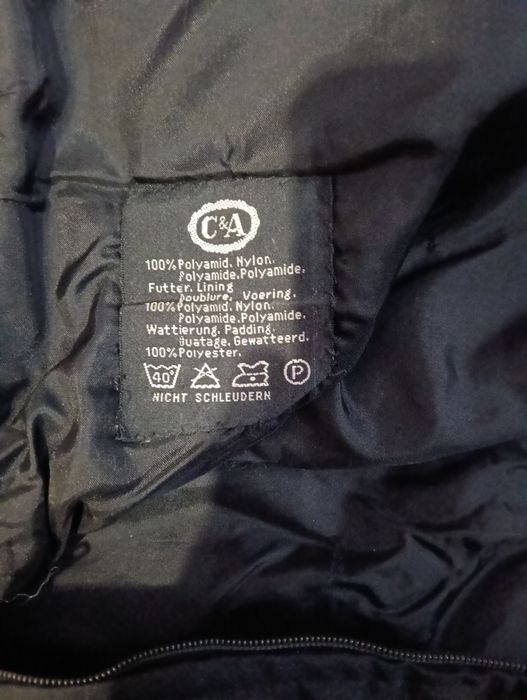 C&A
100% Polyamid. Nylon.
Polyamide. Polyamide.
Futter. Lining
Doublure. Voering.
100% Polyamid. Nylon.
Polyamide. Polyamide.
Wattierung. Padding.
Ouatage. Gewatteerd.
100% Polyester.
40° P
NICHT SCHLEUDERN